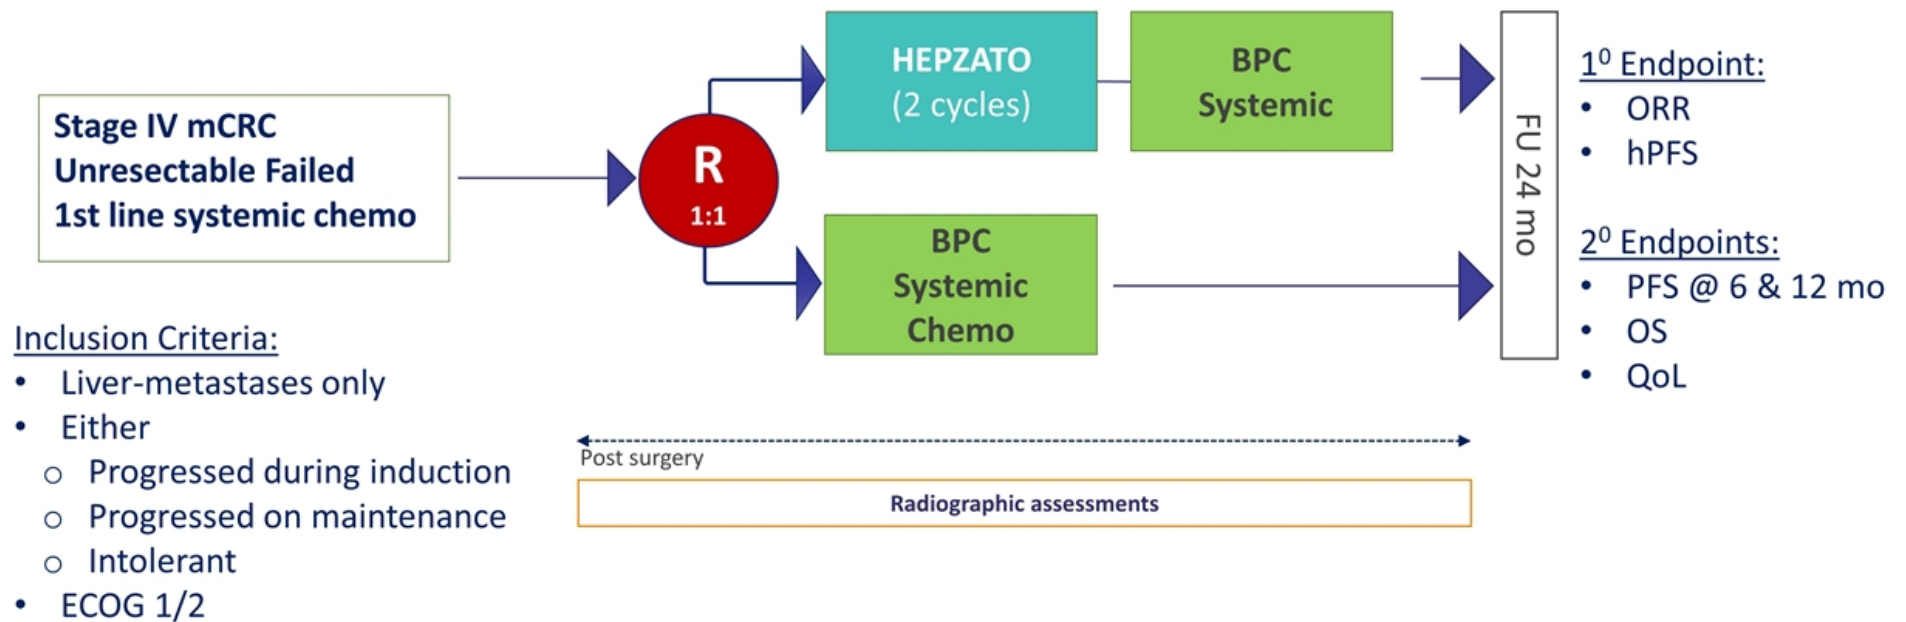 Stage IV mCRC
Unresectable Failed
1st line systemic chemo
R
1:1
HEPZATO
(2 cycles)
BPC
Systemic
BPC
Systemic
Chemo
FU 24 mo
1⁰ Endpoint:
• ORR
• hPFS
2⁰ Endpoints:
• PFS @ 6 & 12 mo
• OS
• QoL
Inclusion Criteria:
• Liver-metastases only
• Either
o Progressed during induction
o Progressed on maintenance
o Intolerant
• ECOG 1/2
Post surgery
Radiographic assessments